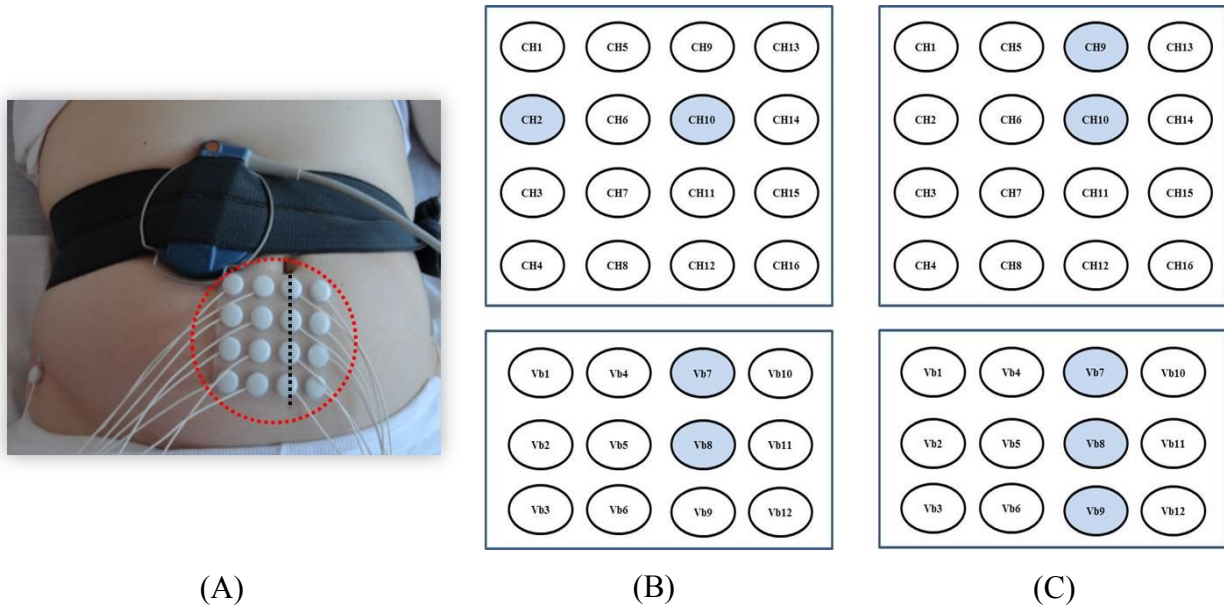 CH1 CH5 CH9 CH13
CH2 CH6 CH10 CH14
CH3 CH7 CH11 CH15
CH4 CH8 CH12 CH16
Vb1 Vb4 Vb7 Vb10
Vb2 Vb5 Vb8 Vb11
Vb3 Vb6 Vb9 Vb12
CH1 CH5 CH9 CH13
CH2 CH6 CH10 CH14
CH3 CH7 CH11 CH15
CH4 CH8 CH12 CH16
Vb1 Vb4 Vb7 Vb10
Vb2 Vb5 Vb8 Vb11
Vb3 Vb6 Vb9 Vb12
(A) (B) (C)